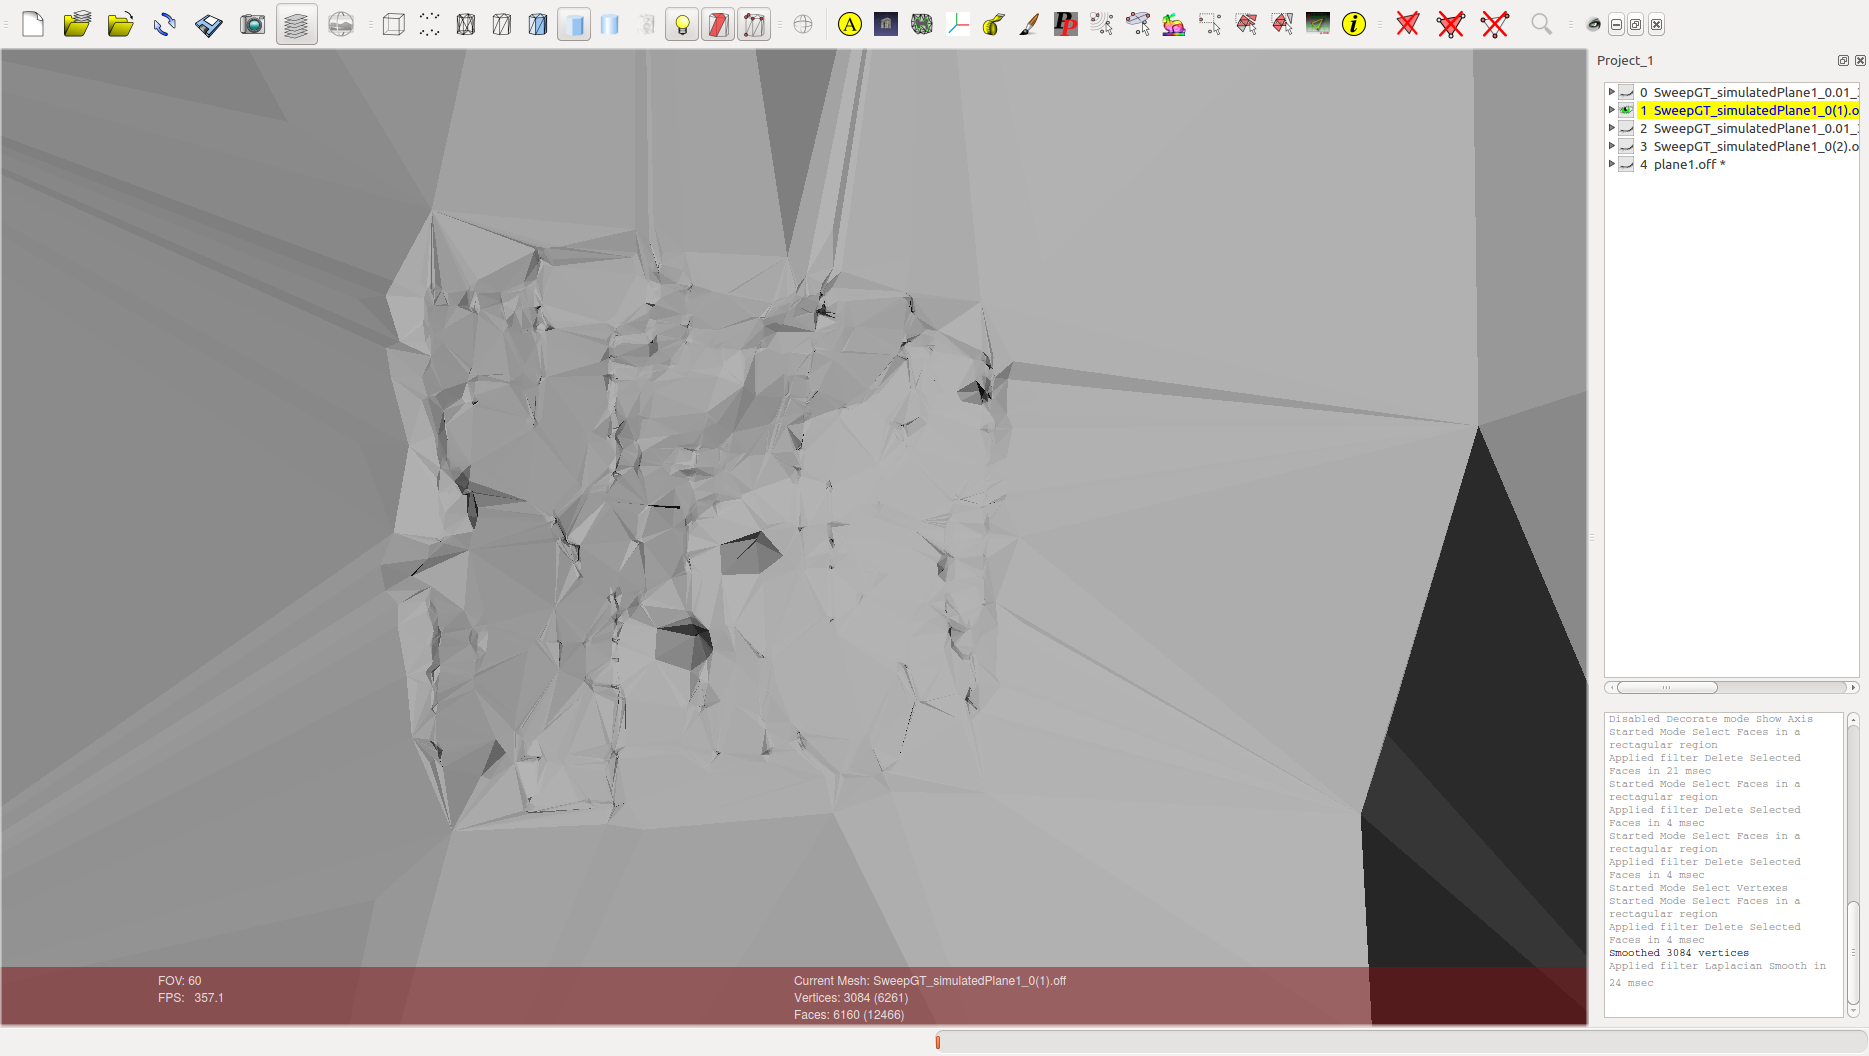 A
i
Project_1
0 SweepGT_simulatedPlane1_0.01_
1 SweepGT_simulatedPlane1_0(1).o
2 SweepGT_simulatedPlane1_0.01_
3 SweepGT_simulatedPlane1_0(2).o
4 plane1.off *
Disabled Decorate mode Show Axis
Started Mode Select Faces in a
rectagular region
Applied filter Delete Selected
Faces in 21 msec
Started Mode Select Faces in a
rectagular region
Applied filter Delete Selected
Faces in 4 msec
Started Mode Select Faces in a
rectagular region
Applied filter Delete Selected
Faces in 4 msec
Started Mode Select Vertexes
Started Mode Select Faces in a
rectagular region
Applied filter Delete Selected
Faces in 4 msec
Smoothed 3084 vertices
Applied filter Laplacian Smooth in
24 msec
FOV: 60
FPS: 357.1
Current Mesh: SweepGT_simulatedPlane1_0(1).off
Vertices: 3084 (6261)
Faces: 6160 (12466)